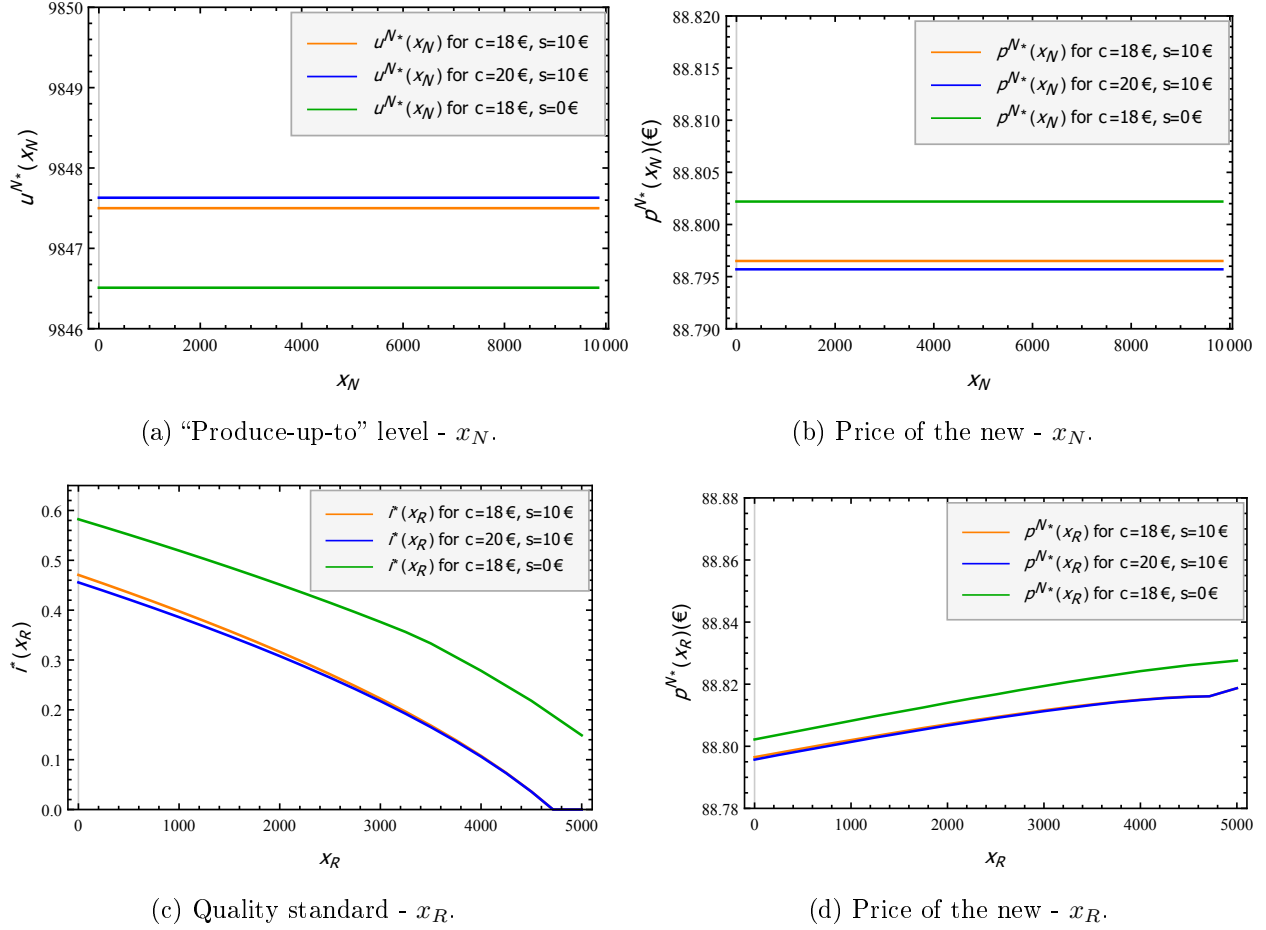 9850
9849
9848
9847
9846
u^{N*}(x_N)
u^{N*}(x_N) for c=18 €, s=10 €
u^{N*}(x_N) for c=20 €, s=10 €
u^{N*}(x_N) for c=18 €, s=0 €
0 2000 4000 6000 8000 10 000
x_N
(a) “Produce-up-to” level - x_N.
88.820
88.815
88.810
88.805
88.800
88.795
88.790
p^{N*}(x_N)(€)
p^{N*}(x_N) for c=18 €, s=10 €
p^{N*}(x_N) for c=20 €, s=10 €
p^{N*}(x_N) for c=18 €, s=0 €
0 2000 4000 6000 8000 10 000
x_N
(b) Price of the new - x_N.
0.6
0.5
0.4
0.3
0.2
0.1
0.0
i^*(x_R)
i^*(x_R) for c=18 €, s=10 €
i^*(x_R) for c=20 €, s=10 €
i^*(x_R) for c=18 €, s=0 €
0 1000 2000 3000 4000 5000
x_R
(c) Quality standard - x_R.
88.88
88.86
88.84
88.82
88.80
88.78
p^{N*}(x_R)(€)
p^{N*}(x_R) for c=18 €, s=10 €
p^{N*}(x_R) for c=20 €, s=10 €
p^{N*}(x_R) for c=18 €, s=0 €
0 1000 2000 3000 4000 5000
x_R
(d) Price of the new - x_R.